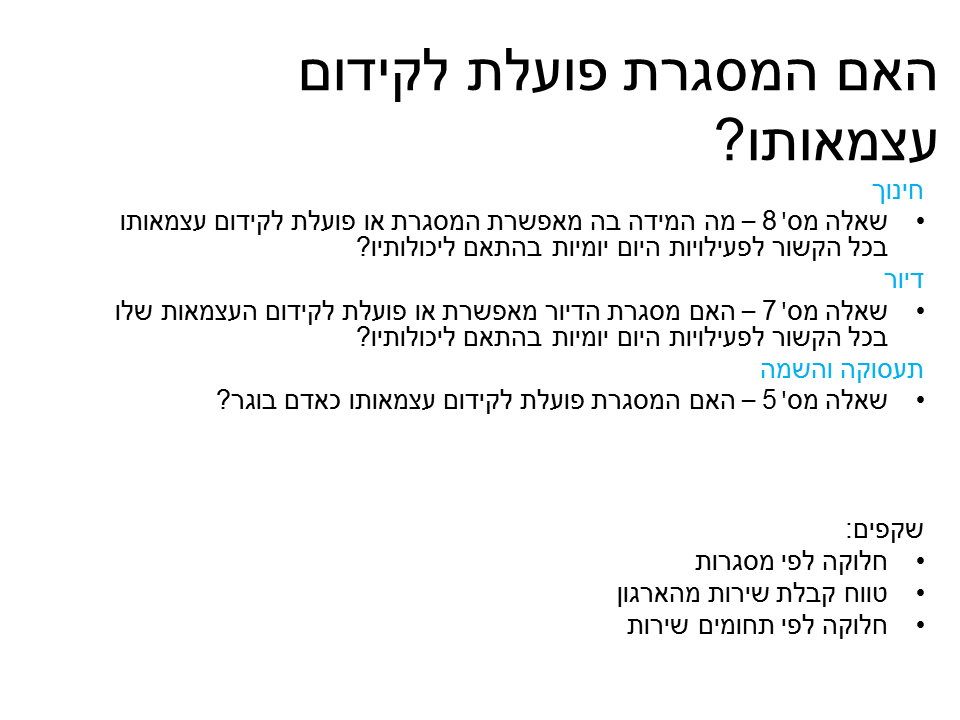 האם המסגרת פועלת לקידום
עצמאותו?
חינוך
• שאלה מס' 8 – מה המידה בה מאפשרת המסגרת או פועלת לקידום עצמאותו
בכל הקשור לפעילויות היום יומיות בהתאם ליכולותיו?
דיור
• שאלה מס' 7 – האם מסגרת הדיור מאפשרת או פועלת לקידום העצמאות שלו
בכל הקשור לפעילויות היום יומיות בהתאם ליכולותיו?
תעסוקה והשמה
• שאלה מס' 5 – האם המסגרת פועלת לקידום עצמאותו כאדם בוגר?
שקפים:
• חלוקה לפי מסגרות
• טווח קבלת שירות מהארגון
• חלוקה לפי תחומים שירות